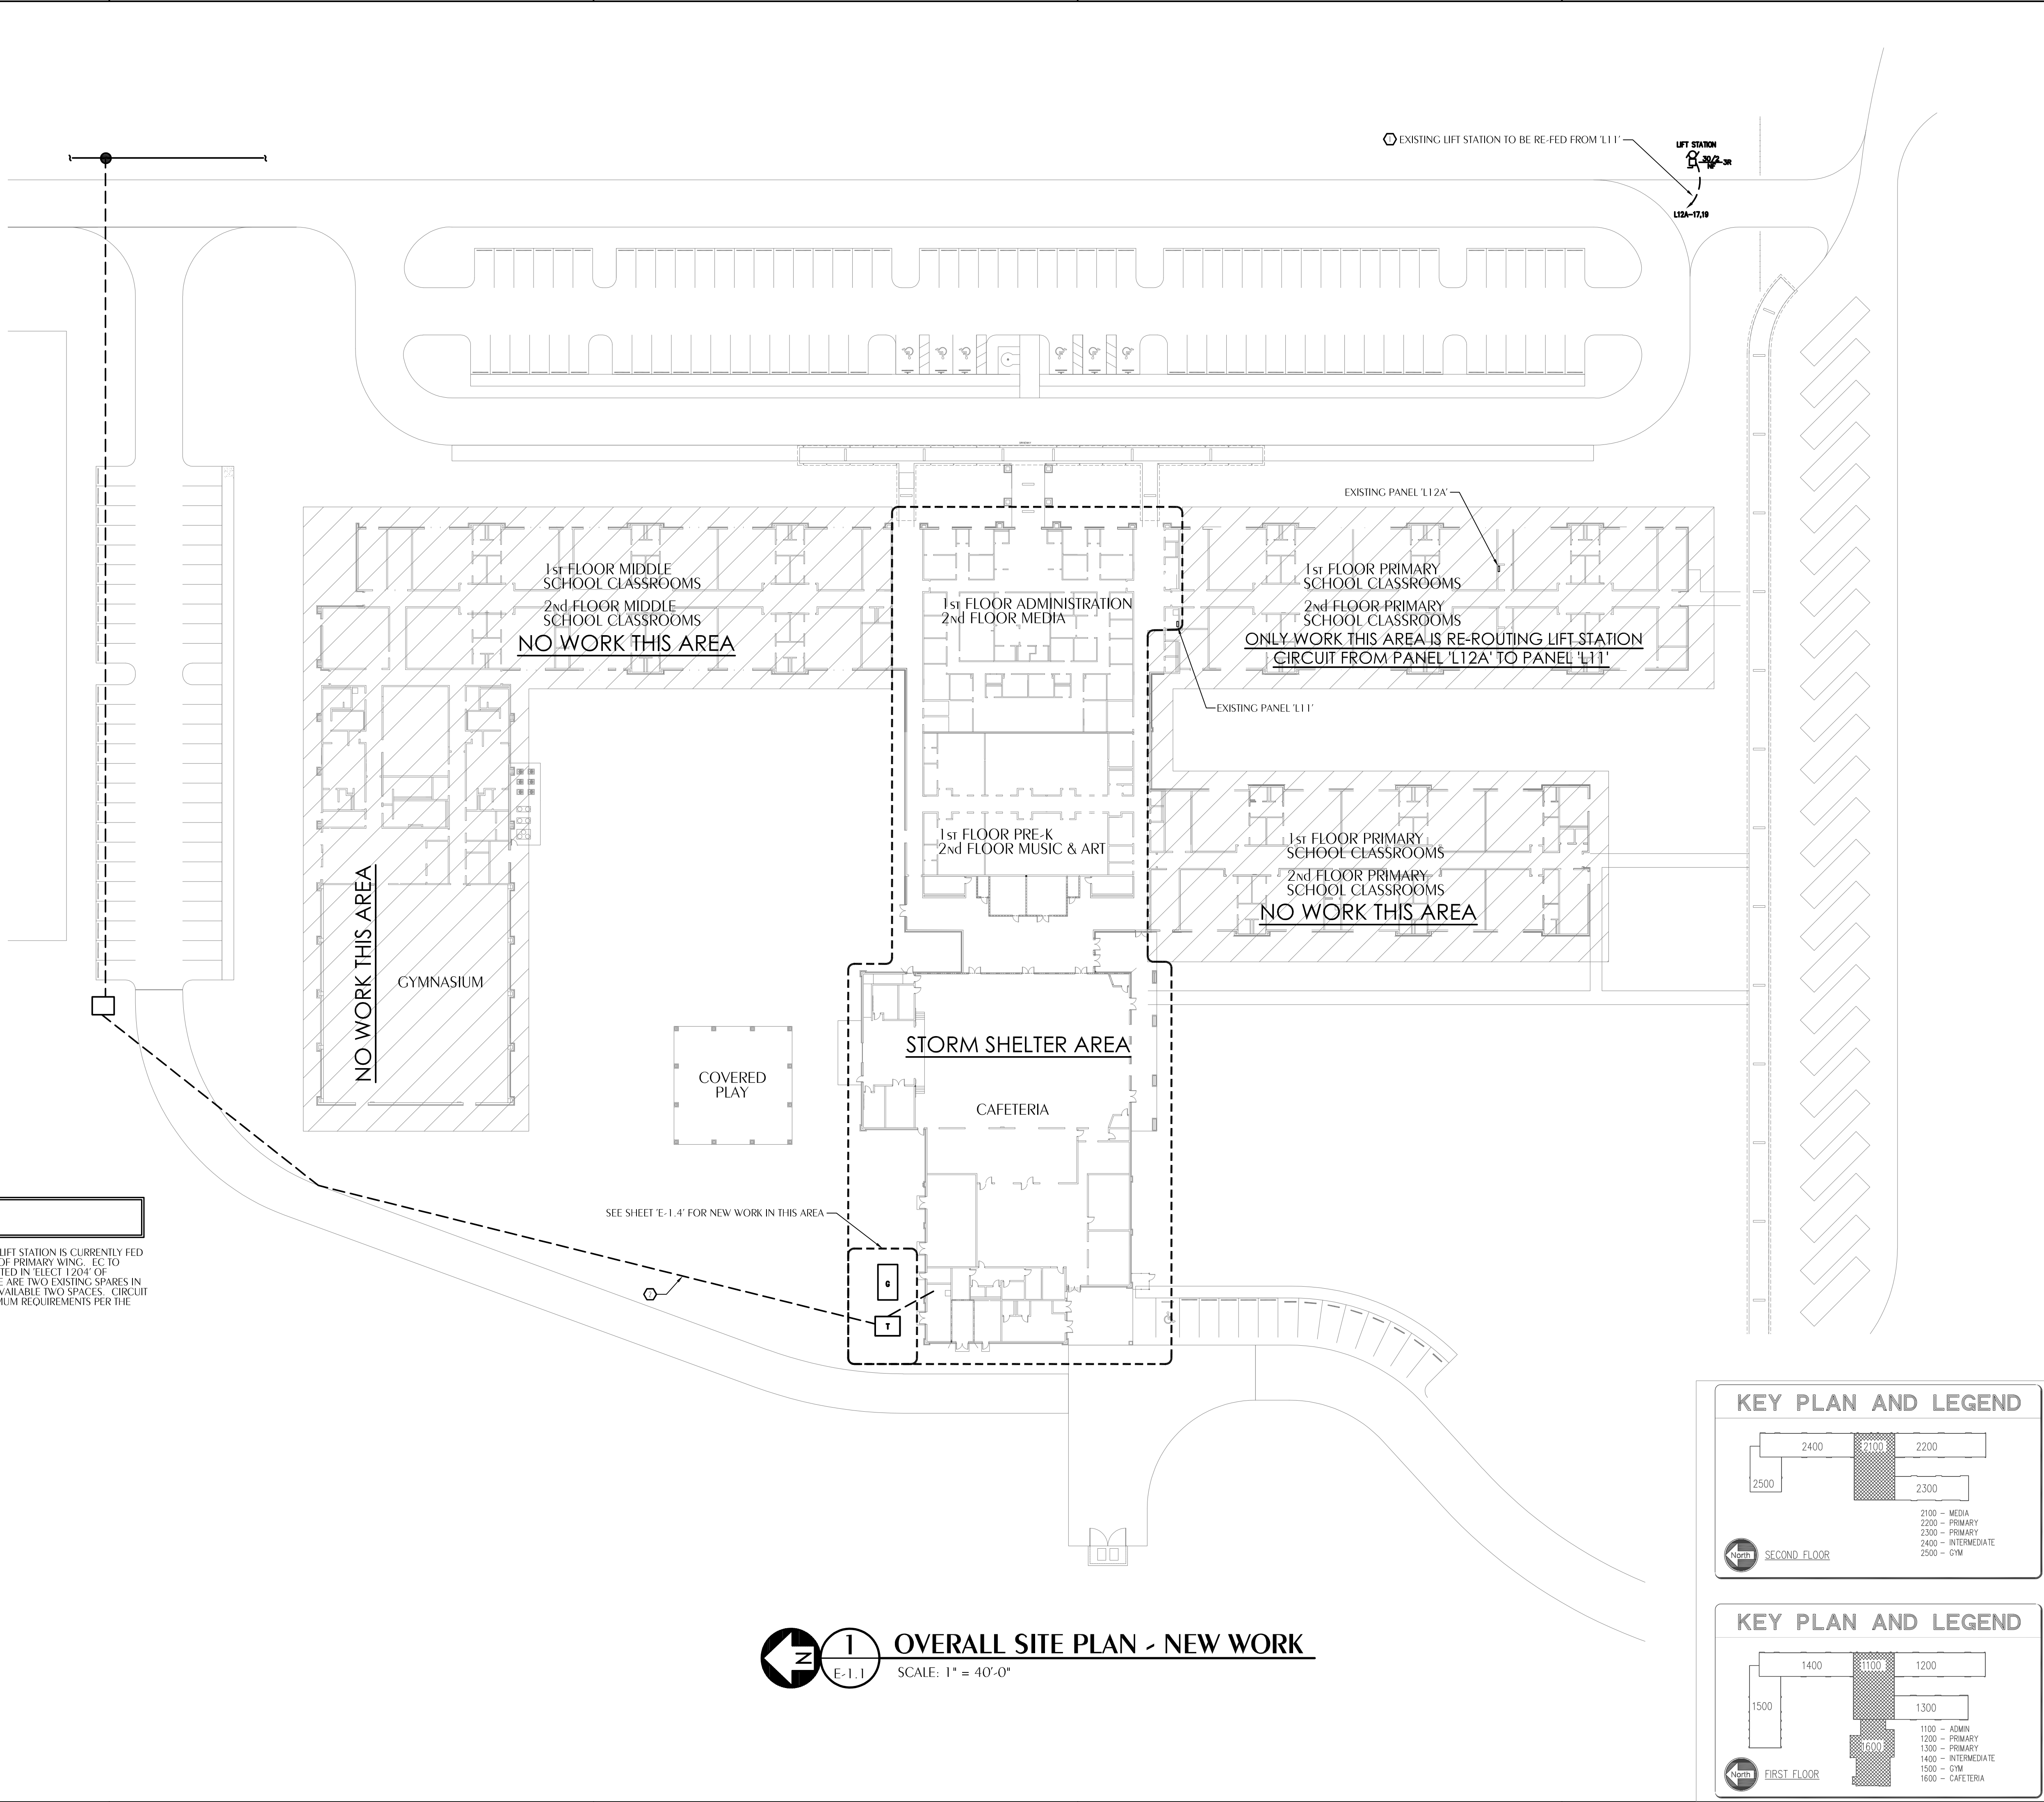 1 EXISTING LIFT STATION TO BE RE-FED FROM 'L11'
LIFT STATION
30/2
NF
3R
L12A-17,19
EXISTING PANEL 'L12A'
1st FLOOR MIDDLE
SCHOOL CLASSROOMS
2nd FLOOR MIDDLE
SCHOOL CLASSROOMS
NO WORK THIS AREA
1st FLOOR ADMINISTRATION
2nd FLOOR MEDIA
1st FLOOR PRIMARY
SCHOOL CLASSROOMS
2nd FLOOR PRIMARY
SCHOOL CLASSROOMS
ONLY WORK THIS AREA IS RE-ROUTING LIFT STATION
CIRCUIT FROM PANEL 'L12A' TO PANEL 'L11'
EXISTING PANEL 'L11'
1st FLOOR PRE-K
2nd FLOOR MUSIC & ART
1st FLOOR PRIMARY
SCHOOL CLASSROOMS
2nd FLOOR PRIMARY
SCHOOL CLASSROOMS
NO WORK THIS AREA
NO WORK THIS AREA
GYMNASIUM
STORM SHELTER AREA
COVERED
PLAY
CAFETERIA
SEE SHEET 'E-1.4' FOR NEW WORK IN THIS AREA
G
T
LIFT STATION IS CURRENTLY FED
OF PRIMARY WING. EC TO
TED IN 'ELECT 1204' OF
E ARE TWO EXISTING SPARES IN
VAILABLE TWO SPACES. CIRCUIT
MUM REQUIREMENTS PER THE
N
1
E-1.1
OVERALL SITE PLAN - NEW WORK
SCALE: 1" = 40'-0"
KEY PLAN AND LEGEND
2400
2100
2200
2500
2300
2100 - MEDIA
2200 - PRIMARY
2300 - PRIMARY
2400 - INTERMEDIATE
2500 - GYM
North
SECOND FLOOR
KEY PLAN AND LEGEND
1400
1100
1200
1500
1300
1600
1100 - ADMIN
1200 - PRIMARY
1300 - PRIMARY
1400 - INTERMEDIATE
1500 - GYM
1600 - CAFETERIA
North
FIRST FLOOR